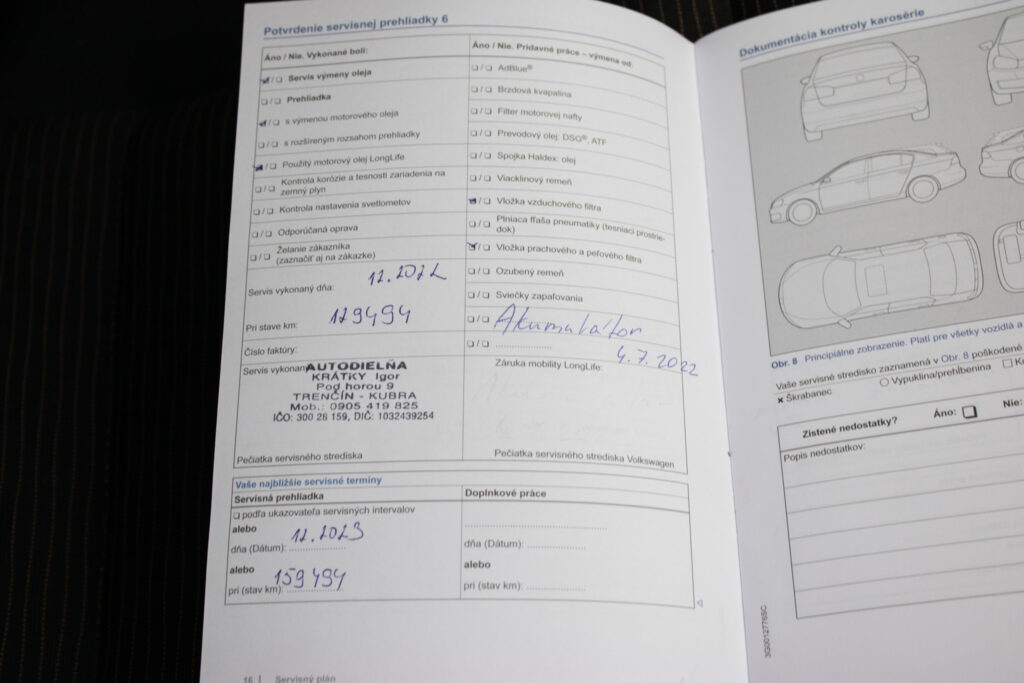 Potvrdenie servisnej prehliadky 6
Áno / Nie. Vykonané boli:
❏ / ❏ Servis výmeny oleja
❏ / ❏ Prehliadka
❏ / ❏ s výmenou motorového oleja
❏ / ❏ s rozšíreným rozsahom prehliadky
❏ / ❏ Použitý motorový olej LongLife
❏ / ❏ Kontrola korózie a tesnosti zariadenia na
zemný plyn
❏ / ❏ Kontrola nastavenia svetlometov
❏ / ❏ Odporúčaná oprava
❏ / ❏ Želanie zákazníka
(zaznačiť aj na zákazke)
Servis vykonaný dňa: 12.2022
Pri stave km: 129494
Číslo faktúry:
Servis vykonaný
AUTODIELŇA
KRÁTKY Igor
Pod horou 9
TRENČÍN - KUBRA
Mob.: 0905 419 825
IČO: 300 26 159, DIČ: 1032439254
Pečiatka servisného strediska
Áno / Nie. Prídavné práce – výmena od:
❏ / ❏ AdBlue®
❏ / ❏ Brzdová kvapalina
❏ / ❏ Filter motorovej nafty
❏ / ❏ Prevodový olej: DSG®, ATF
❏ / ❏ Spojka Haldex: olej
❏ / ❏ Viacklinový remeň
❏ / ❏ Vložka vzduchového filtra
❏ / ❏ Plniaca fľaša pneumatiky (tesniaci prostrie-
dok)
❏ / ❏ Vložka prachového a peľového filtra
❏ / ❏ Ozubený remeň
❏ / ❏ Sviečky zapaľovania
❏ / ❏ Akumulátor
❏ / ❏ ....................
4.7.2022
Záruka mobility LongLife:
Pečiatka servisného strediska Volkswagen
Vaše najbližšie servisné termíny
Servisná prehliadka
❏ podľa ukazovateľa servisných intervalov
alebo
dňa (Dátum): 12.2023
alebo
pri (stav km): 159494
Doplnkové práce
dňa (Dátum): ....................
alebo
pri (stav km): ....................
16 | Servisný plán
Dokumentácia kontroly karosérie
Obr. 8 Principiálne zobrazenie. Platí pre všetky vozidlá a
Vaše servisné stredisko zaznamená v Obr. 8 poškodené
× Škrabanec ○ Vypuklina/prehĺbenina
Zistené nedostatky? Áno: ❏ Nie:
Popis nedostatkov:
3G0012776SC